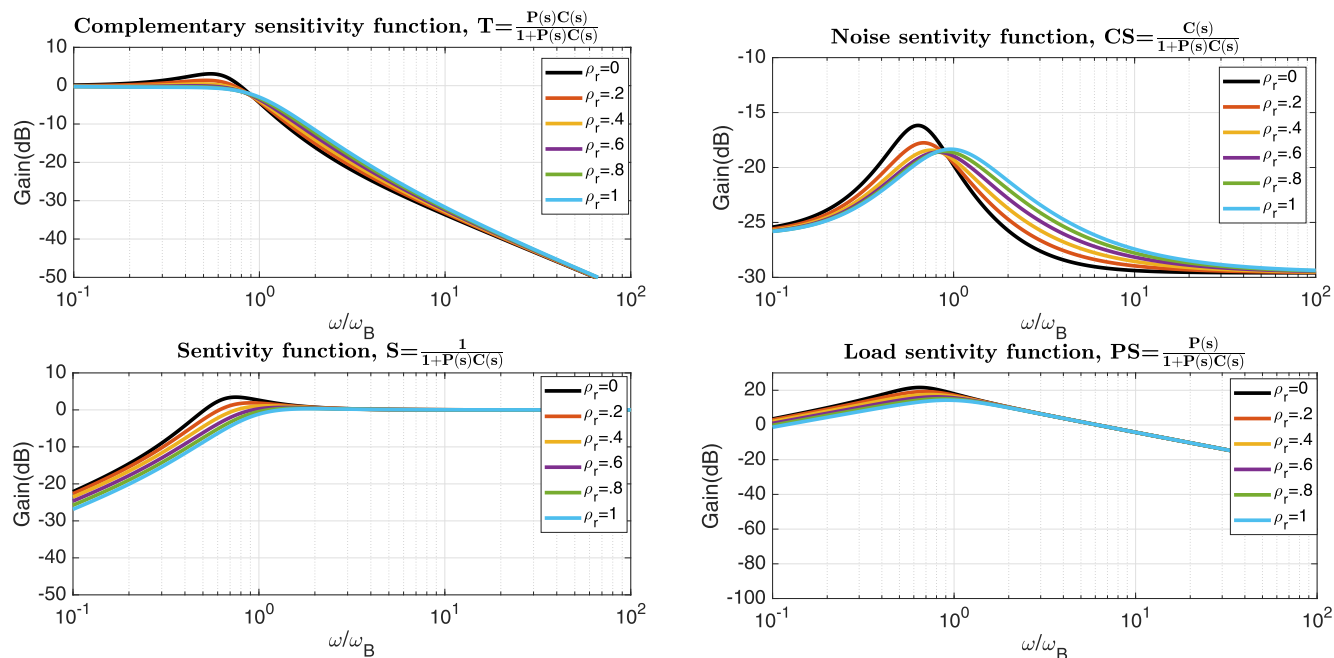 Complementary sensitivity function, T=P(s)C(s)/1+P(s)C(s)
Gain(dB)
10
0
-10
-20
-30
-40
-50
10^-1 10^0 10^1 10^2
ω/ω_B
ρ_r=0
ρ_r=.2
ρ_r=.4
ρ_r=.6
ρ_r=.8
ρ_r=1
Noise sentivity function, CS=C(s)/1+P(s)C(s)
Gain(dB)
-10
-15
-20
-25
-30
10^-1 10^0 10^1 10^2
ω/ω_B
ρ_r=0
ρ_r=.2
ρ_r=.4
ρ_r=.6
ρ_r=.8
ρ_r=1
Sentivity function, S=1/1+P(s)C(s)
Gain(dB)
10
0
-10
-20
-30
-40
-50
10^-1 10^0 10^1 10^2
ω/ω_B
ρ_r=0
ρ_r=.2
ρ_r=.4
ρ_r=.6
ρ_r=.8
ρ_r=1
Load sentivity function, PS=P(s)/1+P(s)C(s)
Gain(dB)
20
0
-20
-40
-60
-80
-100
10^-1 10^0 10^1 10^2
ω/ω_B
ρ_r=0
ρ_r=.2
ρ_r=.4
ρ_r=.6
ρ_r=.8
ρ_r=1